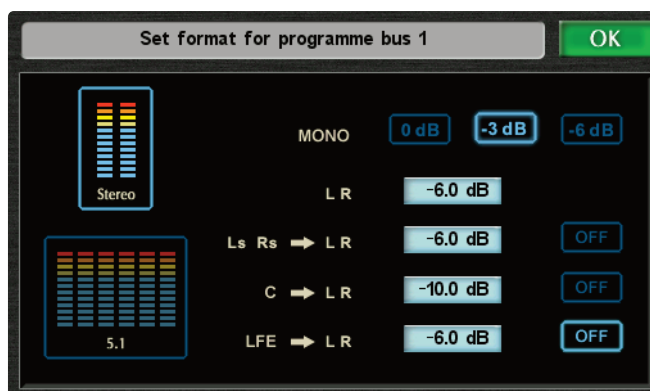 Set format for programme bus 1 OK
MONO 0 dB -3 dB -6 dB
Stereo
L R -6.0 dB
Ls Rs ➡ L R -6.0 dB OFF
C ➡ L R -10.0 dB OFF
5.1
LFE ➡ L R -6.0 dB OFF